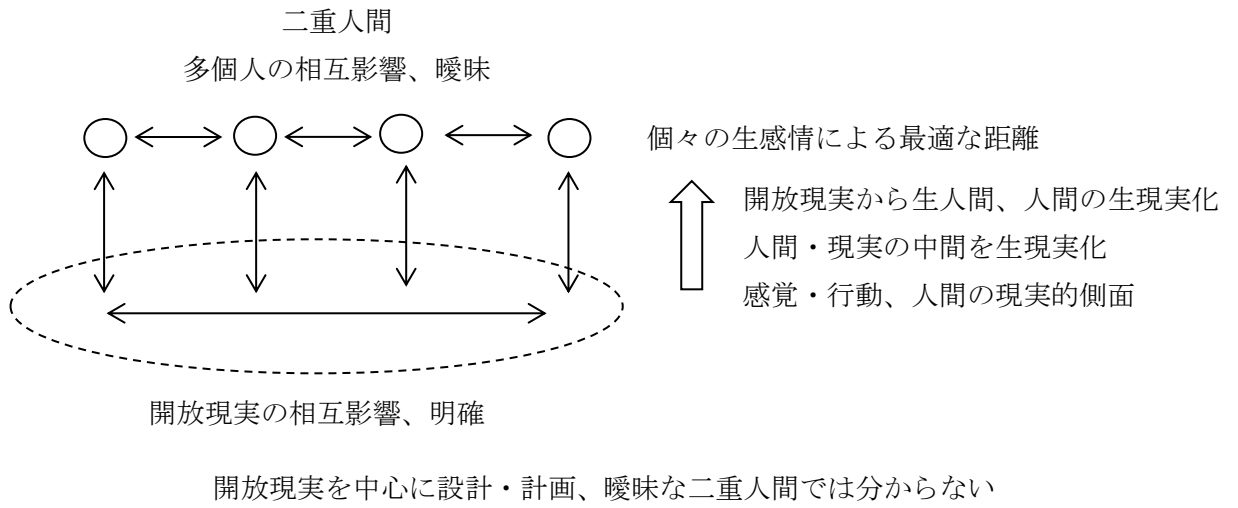 二重人間
多個人の相互影響、曖昧
個々の生感情による最適な距離
開放現実から生人間、人間の生現実化
人間・現実の中間を生現実化
感覚・行動、人間の現実的側面
開放現実の相互影響、明確
開放現実を中心に設計・計画、曖昧な二重人間では分からない